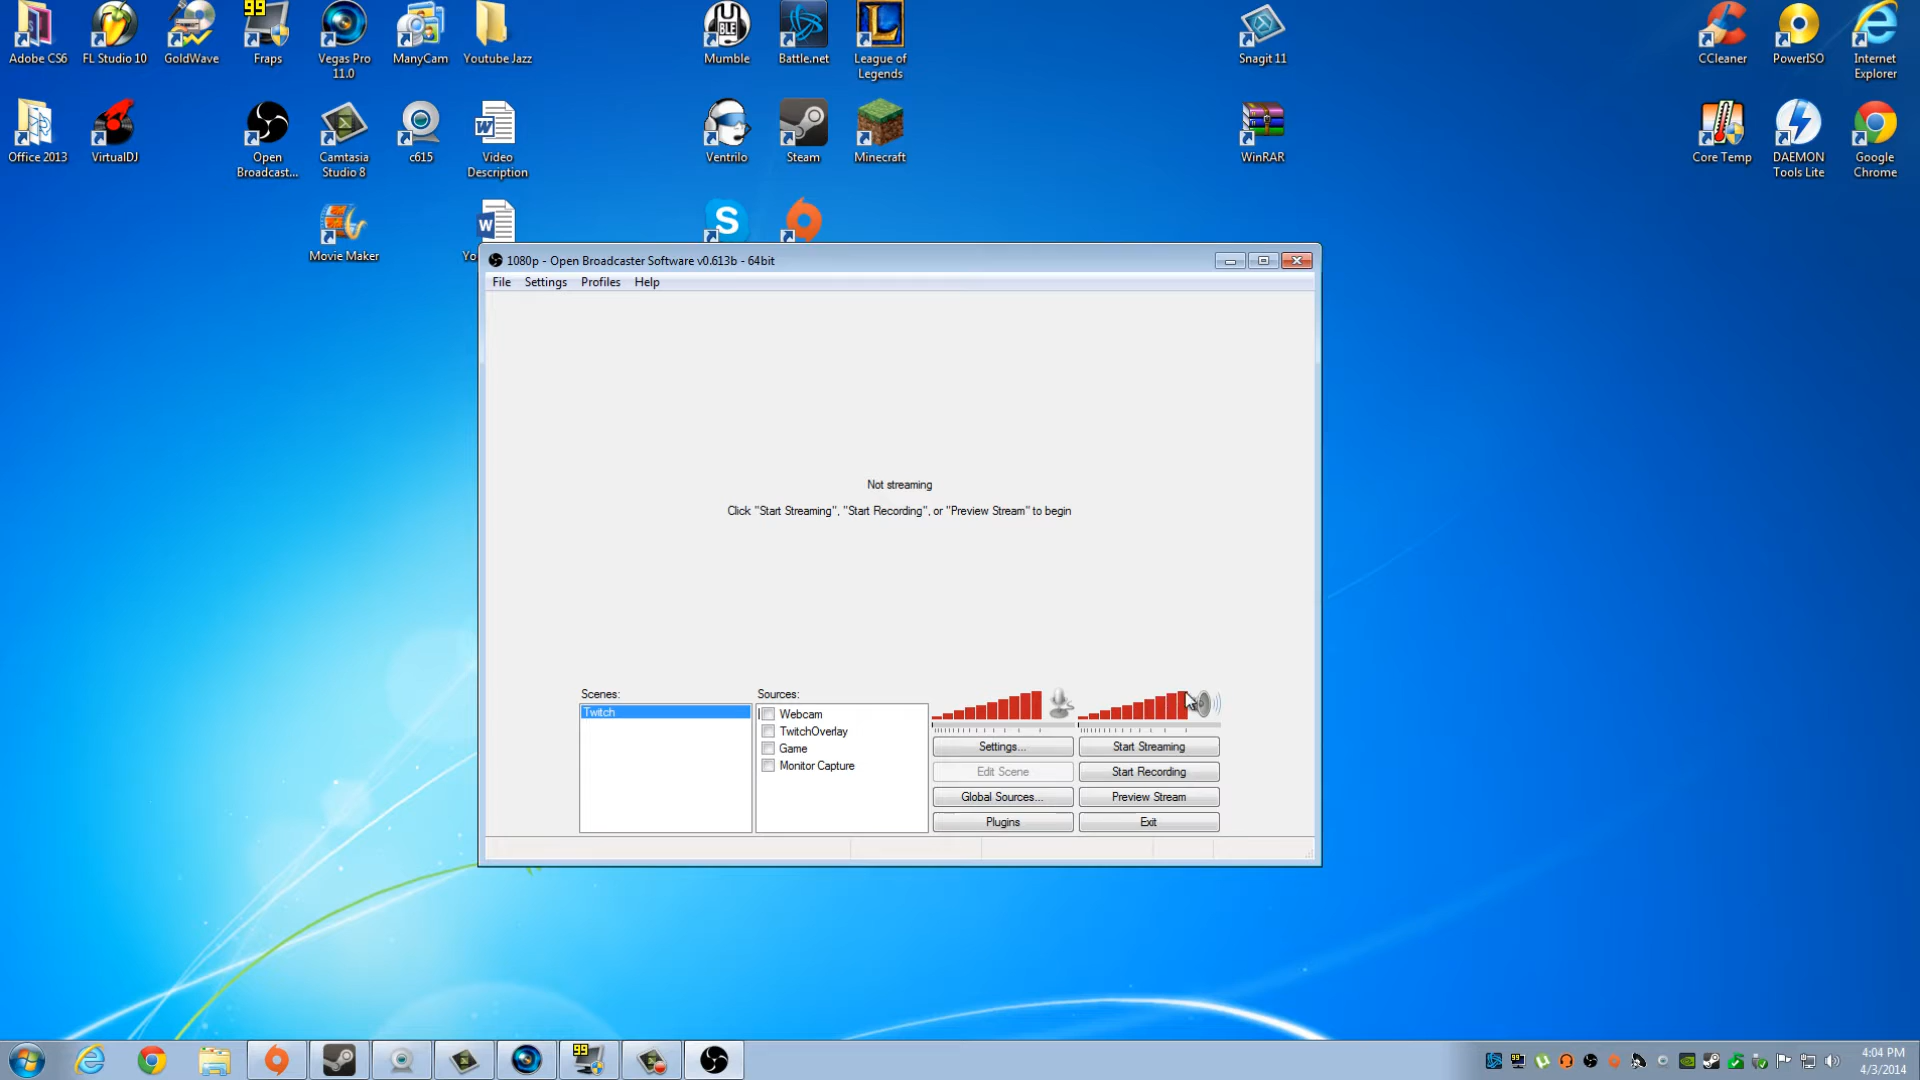 Adobe CS6
FL Studio 10
GoldWave
99
Fraps
Vegas Pro
11.0
ManyCam
Youtube Jazz
Mumble
Battle.net
League of
Legends
Snagit 11
CCleaner
PowerISO
Internet
Explorer
Office 2013
VirtualDJ
Open
Broadcast...
Camtasia
Studio 8
c615
Video
Description
Ventrilo
Steam
Minecraft
WinRAR
Core Temp
DAEMON
Tools Lite
Google
Chrome
Movie Maker
1080p - Open Broadcaster Software v0.613b - 64bit
File Settings Profiles Help
Not streaming
Click "Start Streaming", "Start Recording", or "Preview Stream" to begin
Scenes:
Twitch
Sources:
Webcam
TwitchOverlay
Game
Monitor Capture
Settings...
Start Streaming
Edit Scene
Start Recording
Global Sources...
Preview Stream
Plugins
Exit
99
4:04 PM
4/3/2014